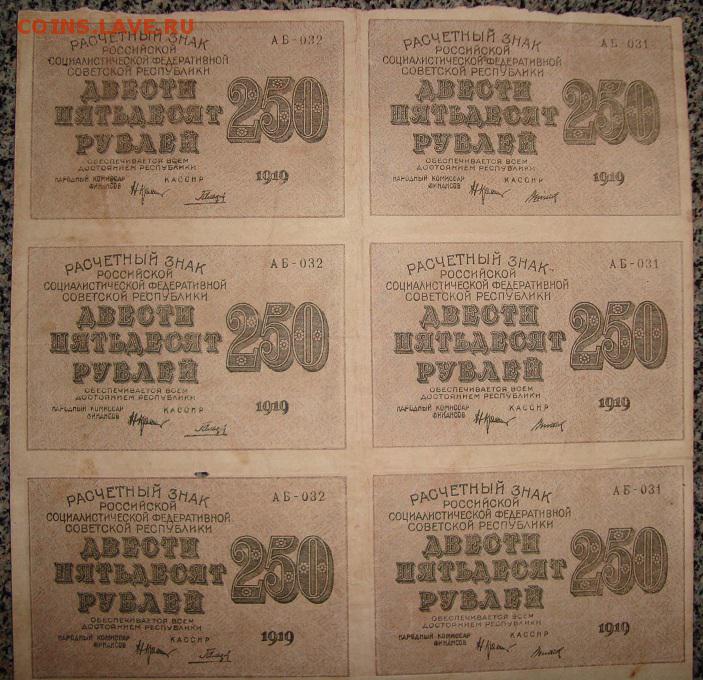 COINS.LAVE.RU
РАСЧЕТНЫЙ ЗНАК
АБ-032
РОССИЙСКОЙ
СОЦИАЛИСТИЧЕСКОЙ ФЕДЕРАТИВНОЙ
СОВЕТСКОЙ РЕСПУБЛИКИ
ДВЕСТИ
ПЯТЬДЕСЯТ
РУБЛЕЙ
250
ОБЕСПЕЧИВАЕТСЯ ВСЕМ
ДОСТОЯНИЕМ РЕСПУБЛИКИ
НАРОДНЫЙ КОМИССАР
ФИНАНСОВ
КАССИР
1919
РАСЧЕТНЫЙ ЗНАК
АБ-031
РОССИЙСКОЙ
СОЦИАЛИСТИЧЕСКОЙ ФЕДЕРАТИВНОЙ
СОВЕТСКОЙ РЕСПУБЛИКИ
ДВЕСТИ
ПЯТЬДЕСЯТ
РУБЛЕЙ
250
ОБЕСПЕЧИВАЕТСЯ ВСЕМ
ДОСТОЯНИЕМ РЕСПУБЛИКИ
НАРОДНЫЙ КОМИССАР
ФИНАНСОВ
КАССИР
1919
РАСЧЕТНЫЙ ЗНАК
АБ-032
РОССИЙСКОЙ
СОЦИАЛИСТИЧЕСКОЙ ФЕДЕРАТИВНОЙ
СОВЕТСКОЙ РЕСПУБЛИКИ
ДВЕСТИ
ПЯТЬДЕСЯТ
РУБЛЕЙ
250
ОБЕСПЕЧИВАЕТСЯ ВСЕМ
ДОСТОЯНИЕМ РЕСПУБЛИКИ
НАРОДНЫЙ КОМИССАР
ФИНАНСОВ
КАССИР
1919
РАСЧЕТНЫЙ ЗНАК
АБ-031
РОССИЙСКОЙ
СОЦИАЛИСТИЧЕСКОЙ ФЕДЕРАТИВНОЙ
СОВЕТСКОЙ РЕСПУБЛИКИ
ДВЕСТИ
ПЯТЬДЕСЯТ
РУБЛЕЙ
250
ОБЕСПЕЧИВАЕТСЯ ВСЕМ
ДОСТОЯНИЕМ РЕСПУБЛИКИ
НАРОДНЫЙ КОМИССАР
ФИНАНСОВ
КАССИР
1919
РАСЧЕТНЫЙ ЗНАК
АБ-032
РОССИЙСКОЙ
СОЦИАЛИСТИЧЕСКОЙ ФЕДЕРАТИВНОЙ
СОВЕТСКОЙ РЕСПУБЛИКИ
ДВЕСТИ
ПЯТЬДЕСЯТ
РУБЛЕЙ
250
ОБЕСПЕЧИВАЕТСЯ ВСЕМ
ДОСТОЯНИЕМ РЕСПУБЛИКИ
НАРОДНЫЙ КОМИССАР
ФИНАНСОВ
КАССИР
1919
РАСЧЕТНЫЙ ЗНАК
АБ-031
РОССИЙСКОЙ
СОЦИАЛИСТИЧЕСКОЙ ФЕДЕРАТИВНОЙ
СОВЕТСКОЙ РЕСПУБЛИКИ
ДВЕСТИ
ПЯТЬДЕСЯТ
РУБЛЕЙ
250
ОБЕСПЕЧИВАЕТСЯ ВСЕМ
ДОСТОЯНИЕМ РЕСПУБЛИКИ
НАРОДНЫЙ КОМИССАР
ФИНАНСОВ
КАССИР
1919